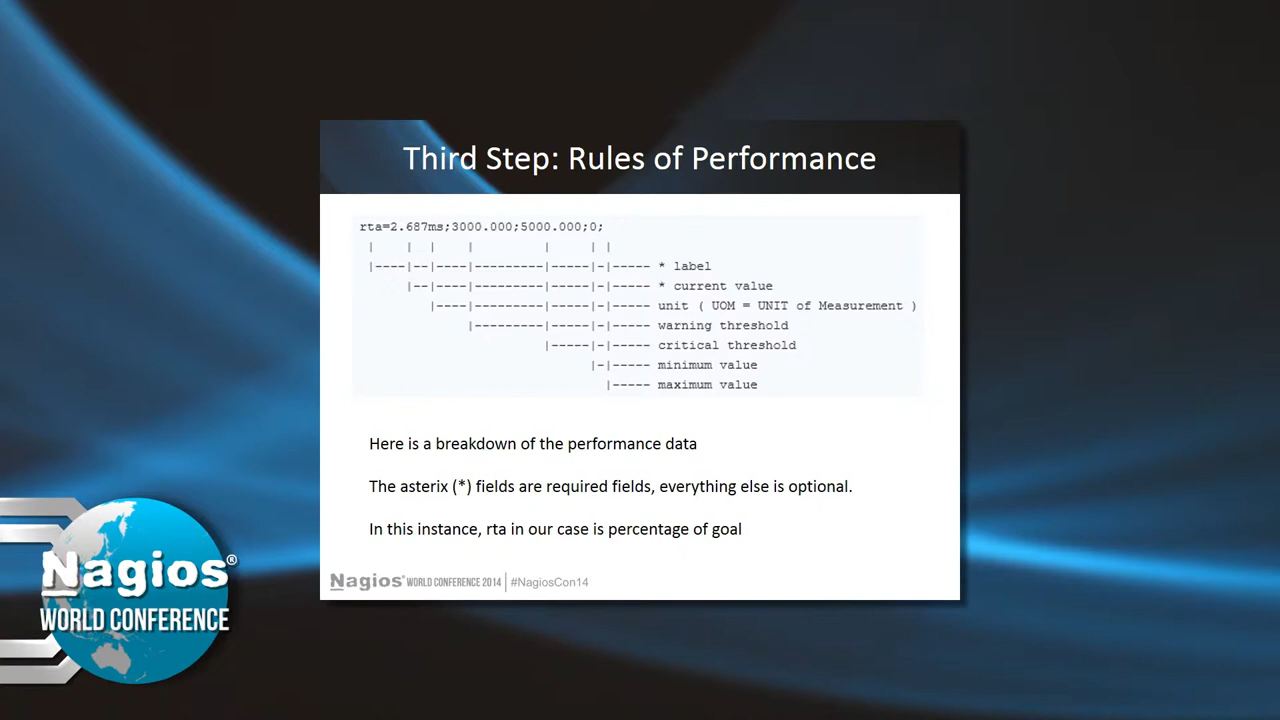 Third Step: Rules of Performance
rta=2.687ms;3000.000;5000.000;0;
| | | | | | |
|----|--|----|---------|-----|-|----- * label
|--|----|---------|-----|-|----- * current value
|----|---------|-----|-|----- unit ( UOM = UNIT of Measurement )
|---------|-----|-|----- warning threshold
|-----|-|----- critical threshold
|-|----- minimum value
|----- maximum value
Here is a breakdown of the performance data
The asterix (*) fields are required fields, everything else is optional.
In this instance, rta in our case is percentage of goal
Nagios® WORLD CONFERENCE 2014 | #NagiosCon14
Nagios®
WORLD CONFERENCE